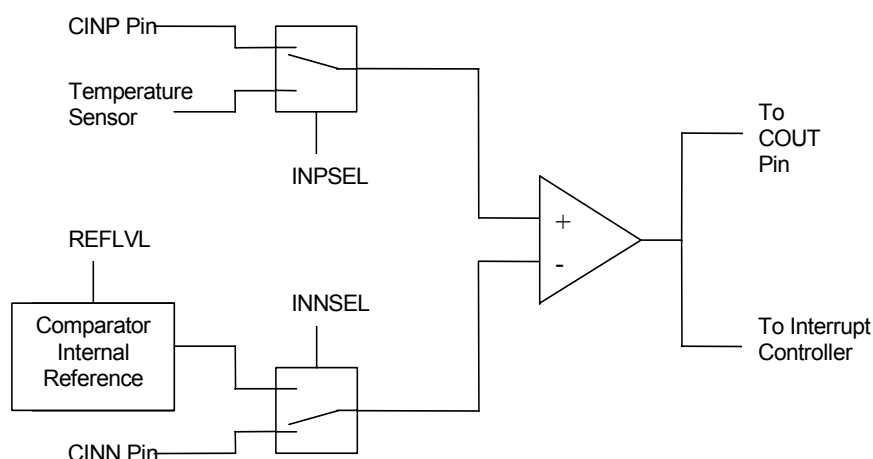 CINP Pin
Temperature
Sensor
INPSEL
To
COUT
Pin
+
-
REFLVL
INNSEL
Comparator
Internal
Reference
To Interrupt
Controller
CINN Pin